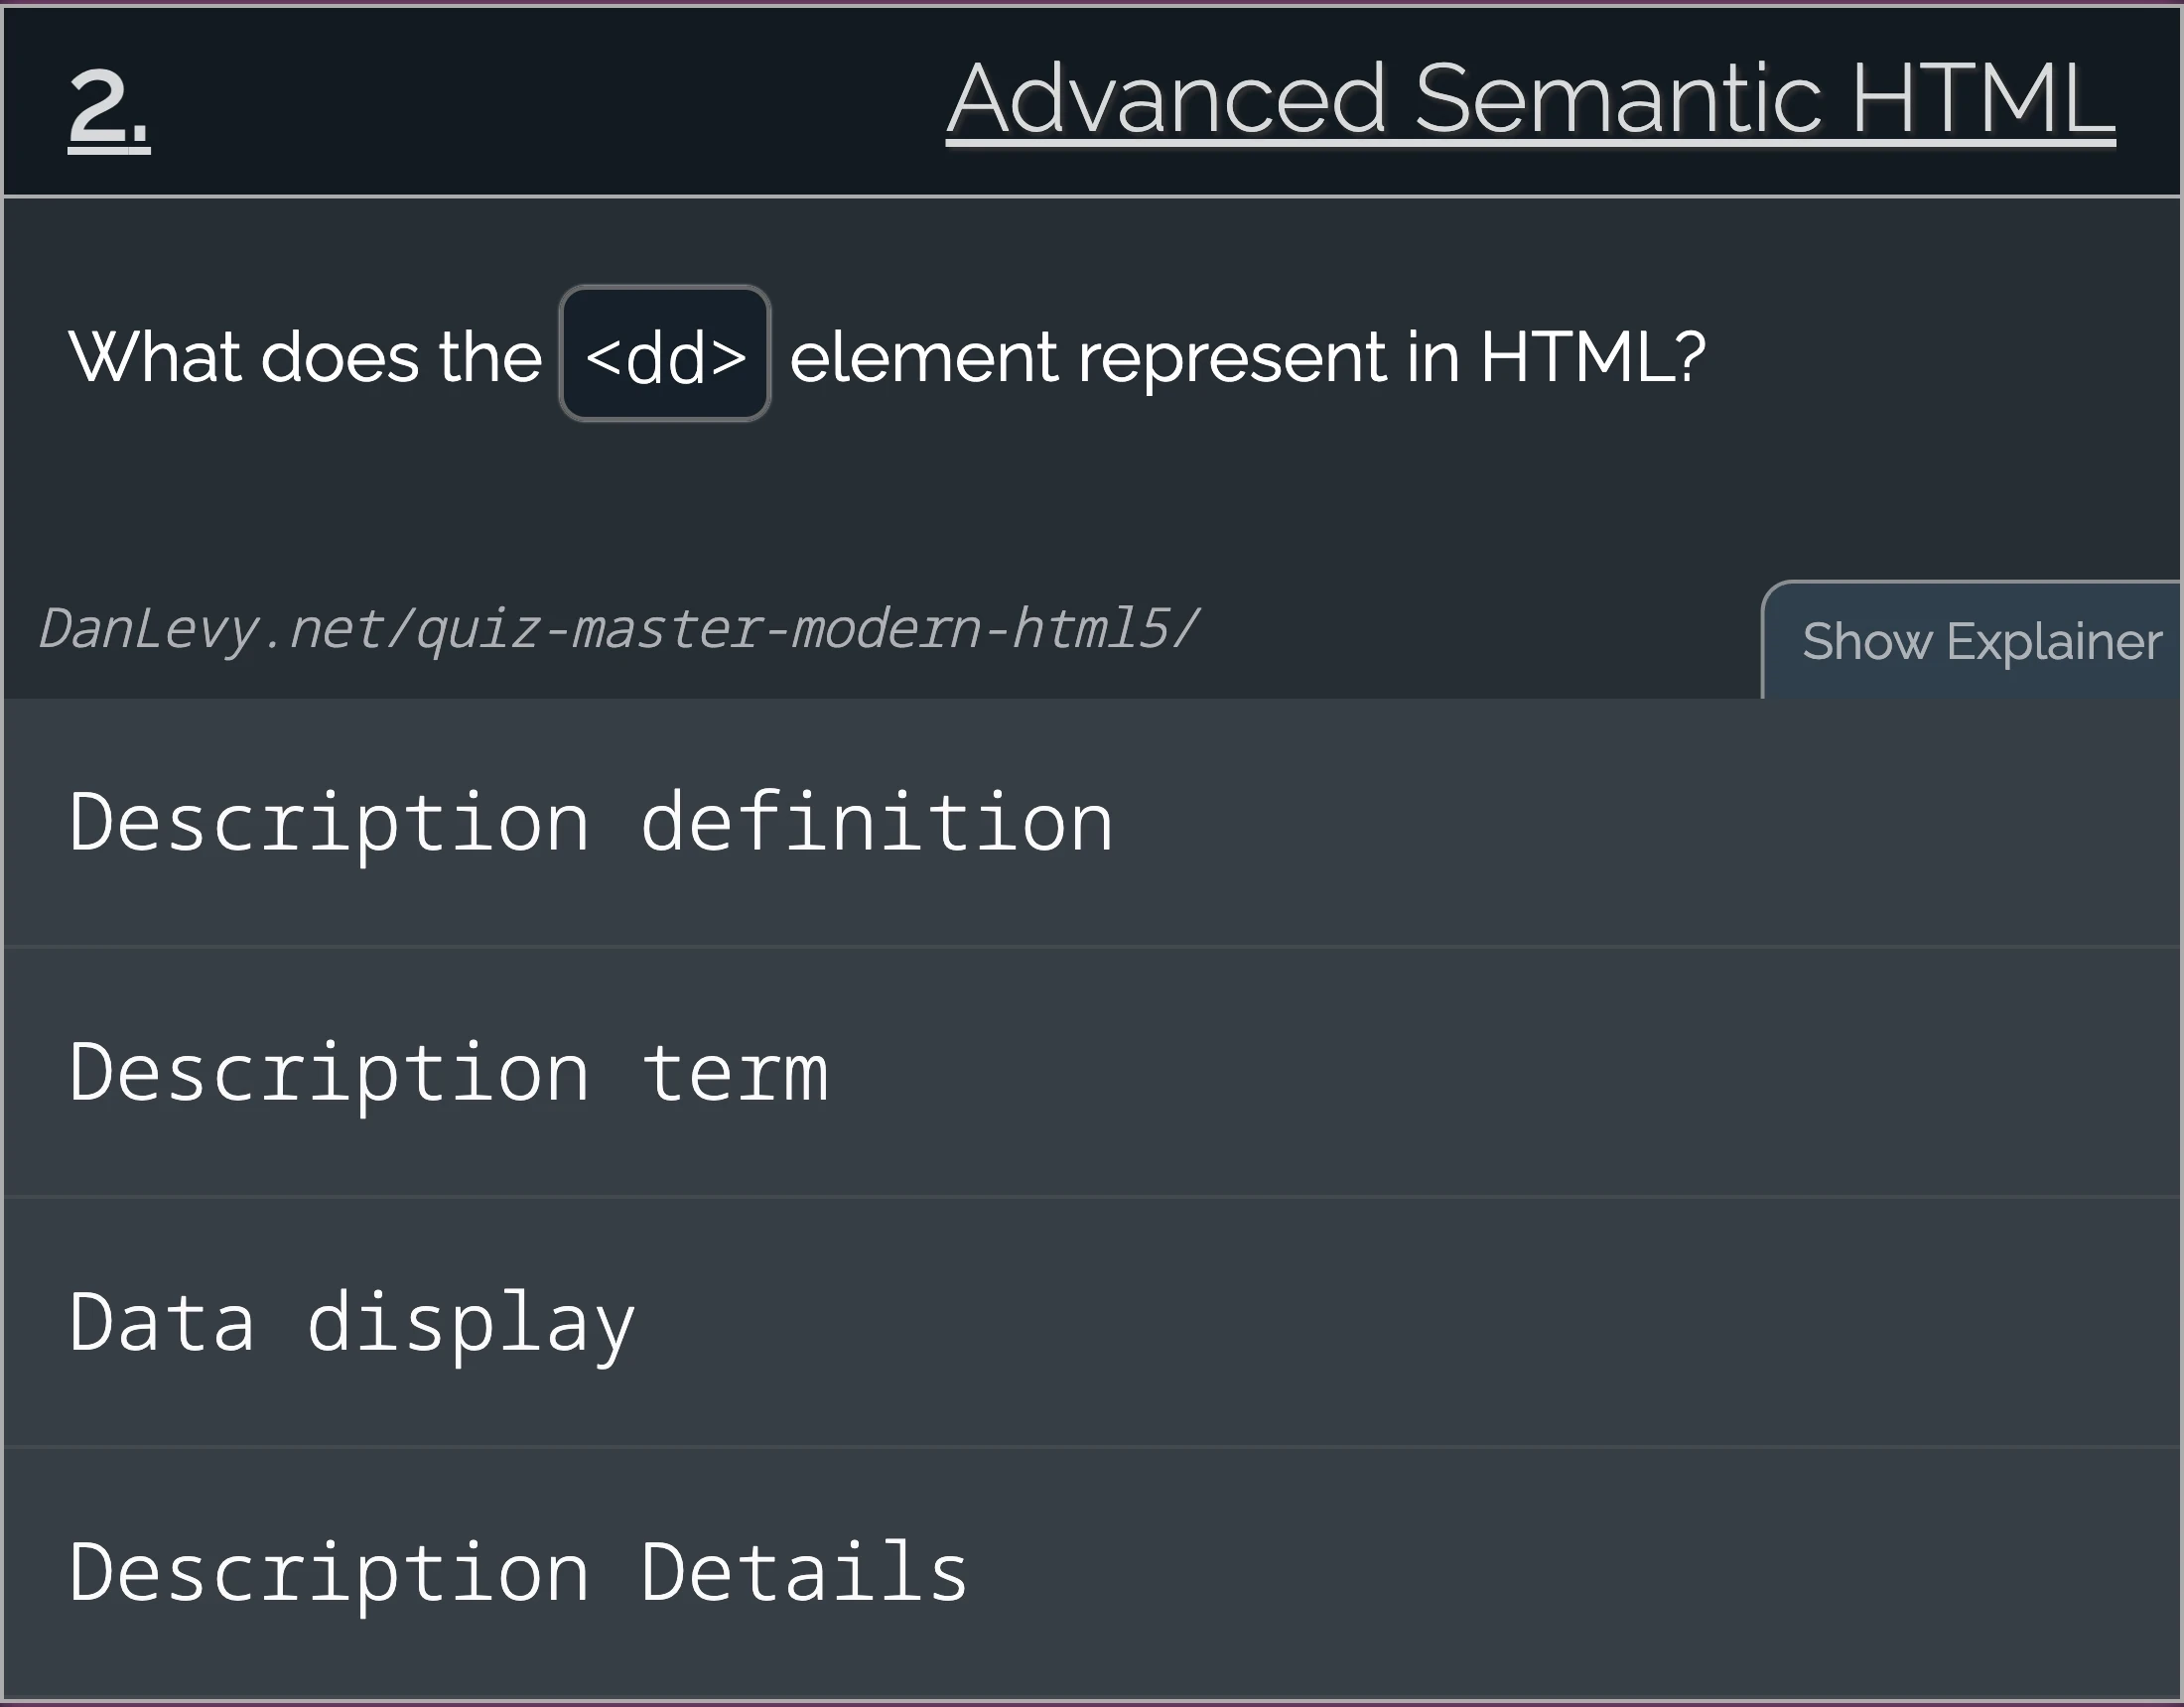 2.
Advanced Semantic HTML
What does the <dd> element represent in HTML?
DanLevy.net/quiz-master-modern-html5/
Show Explainer
Description definition
Description term
Data display
Description Details